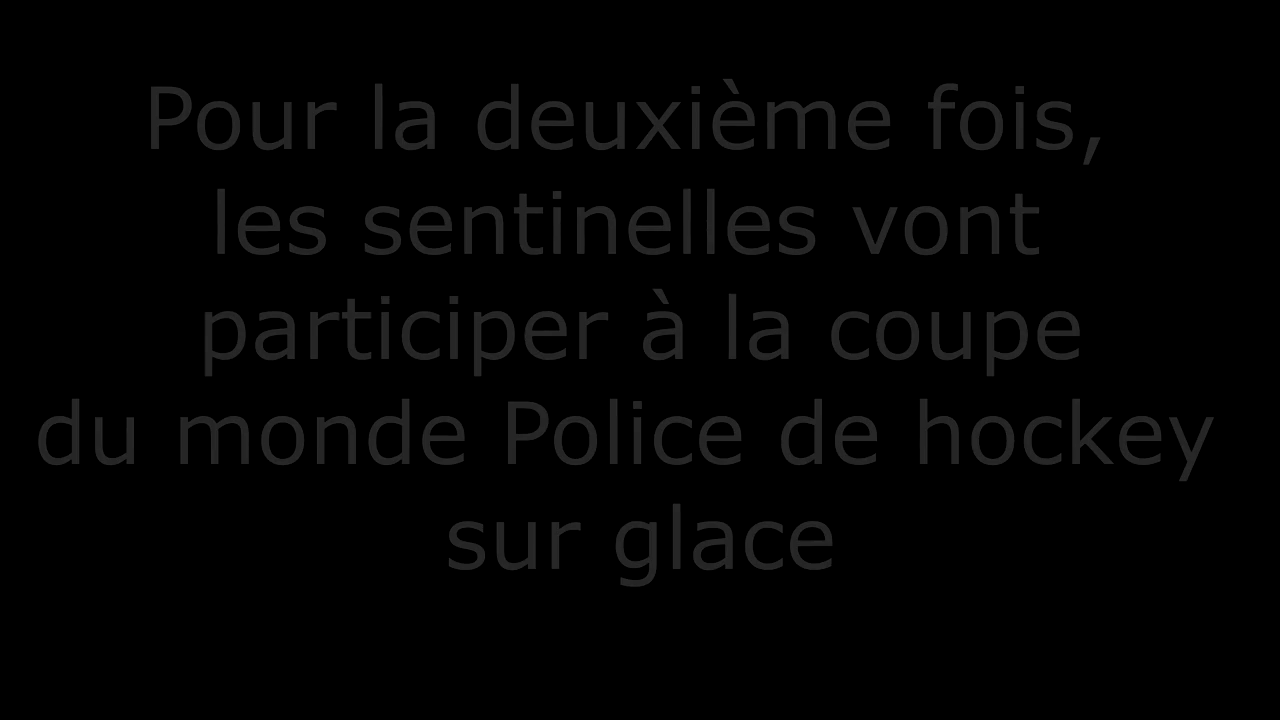 Pour la deuxième fois,
les sentinelles vont
participer à la coupe
du monde Police de hockey
sur glace